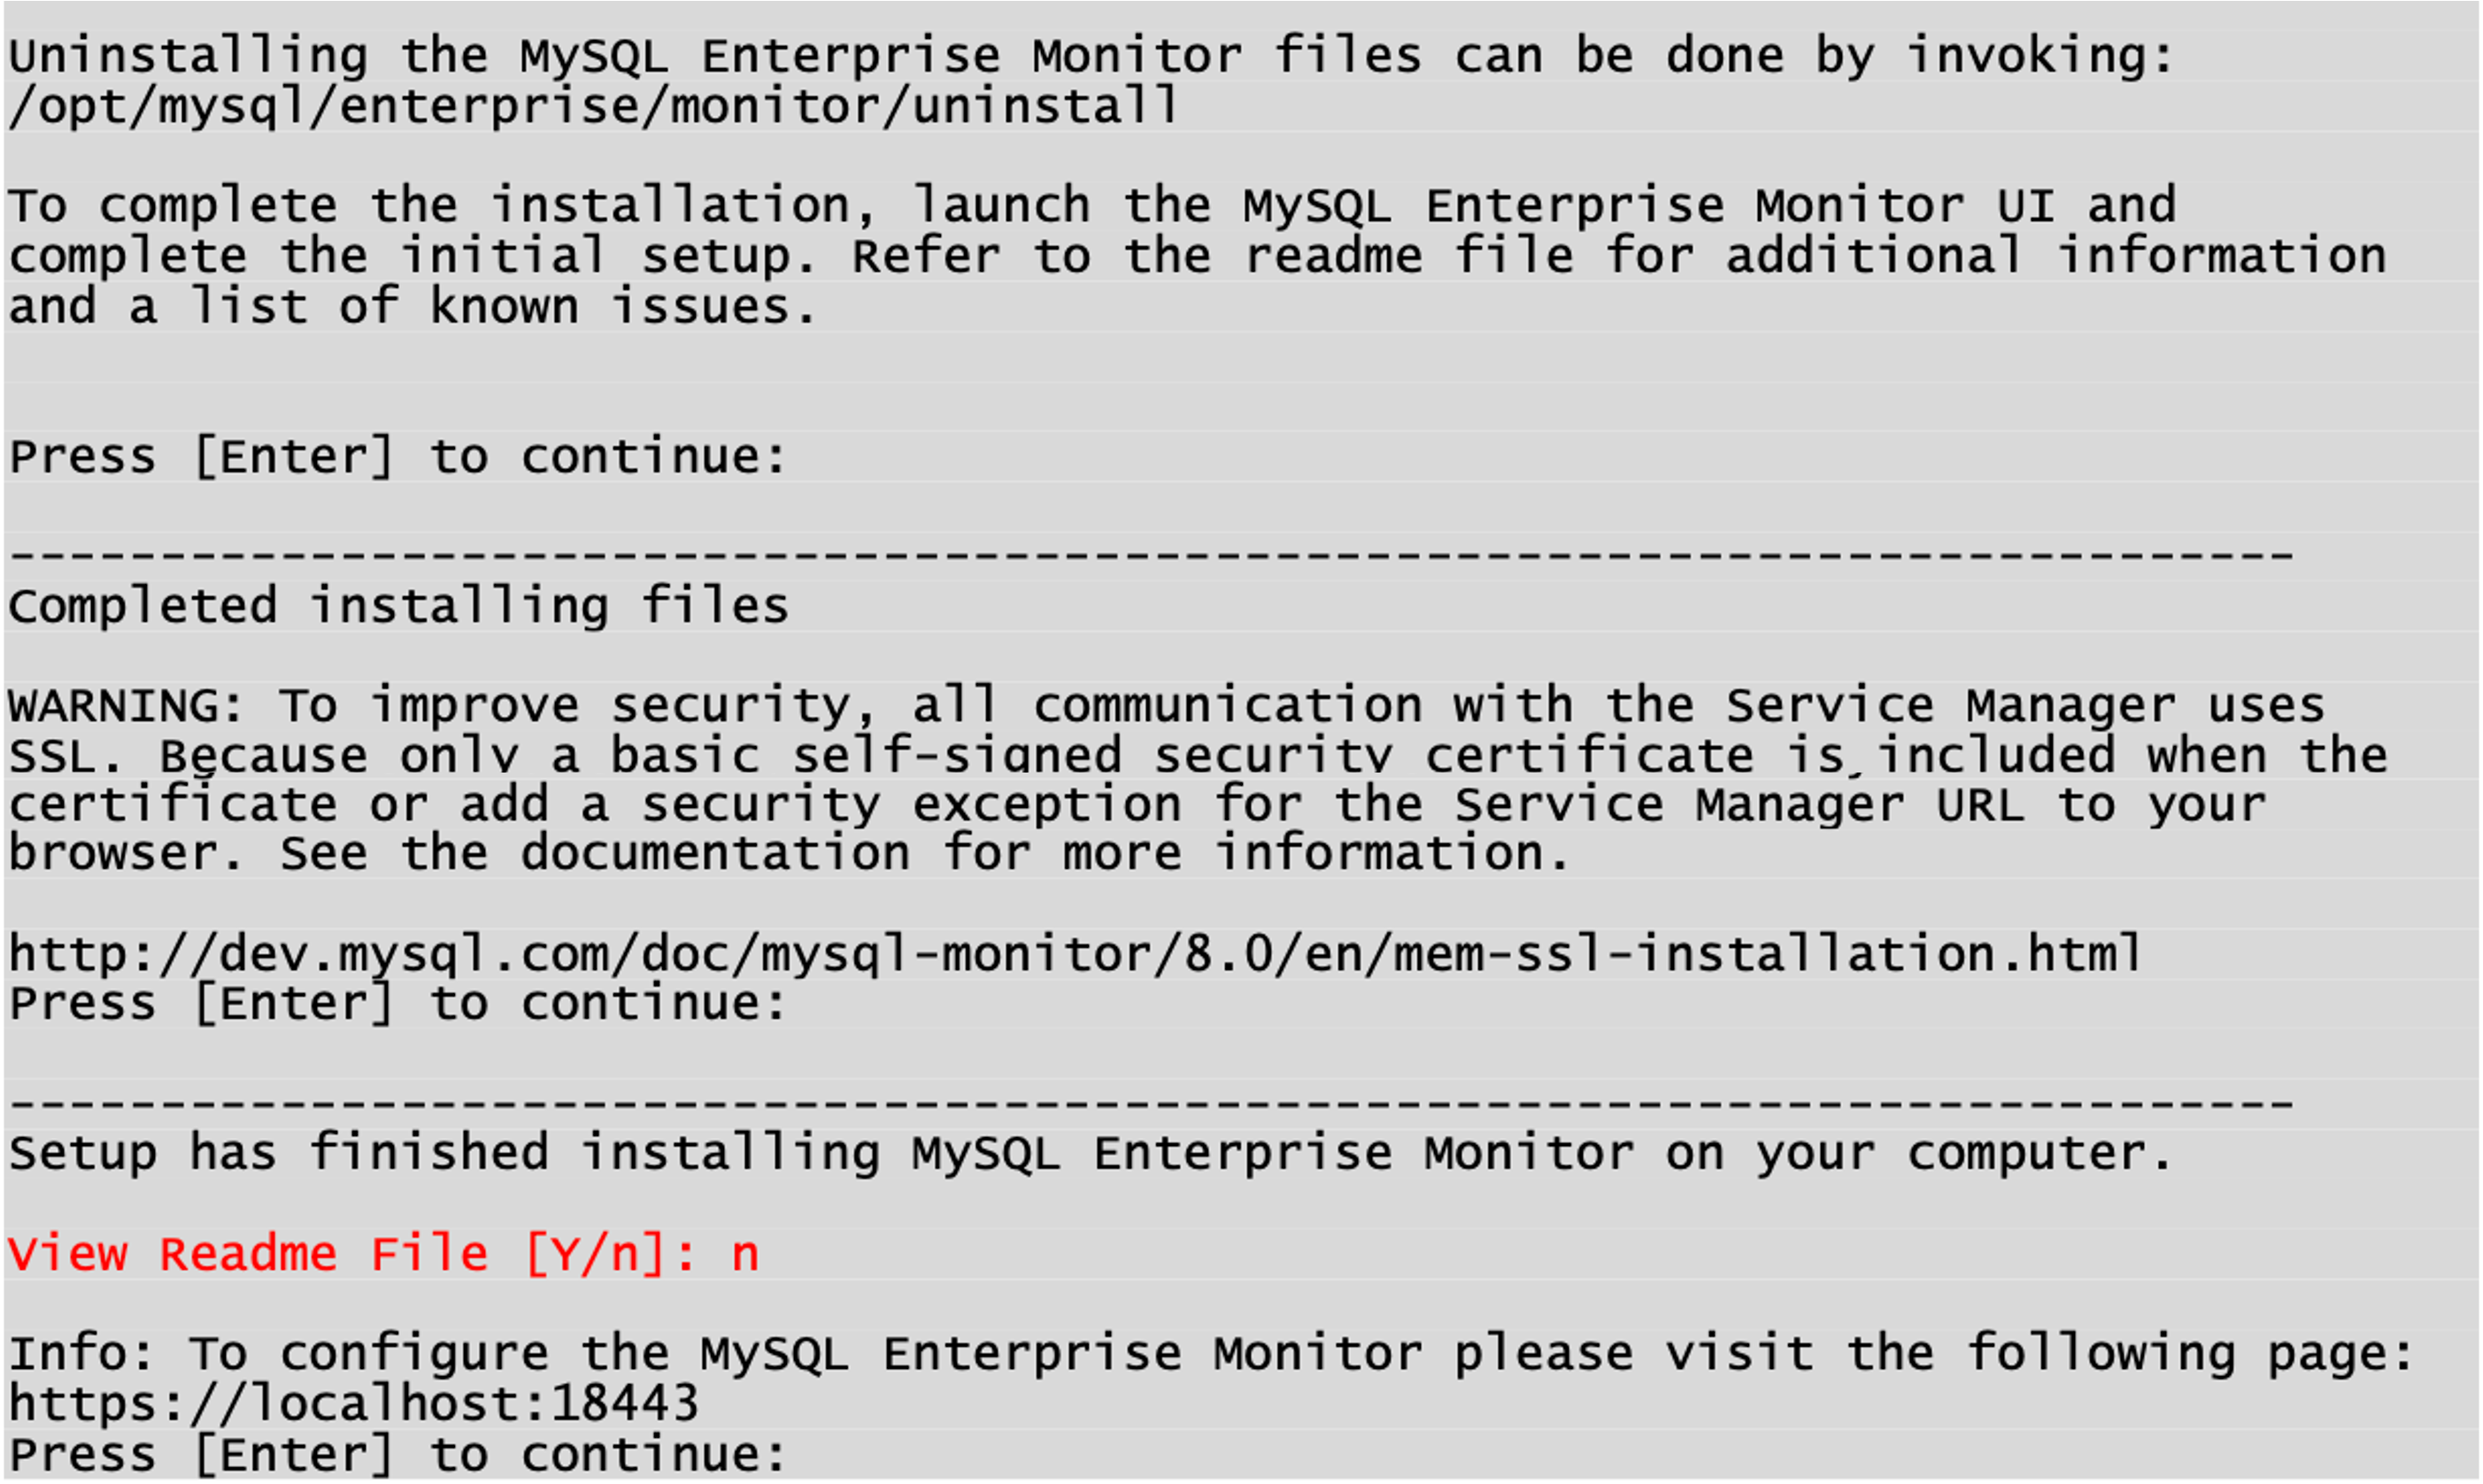 Uninstalling the MySQL Enterprise Monitor files can be done by invoking:
/opt/mysql/enterprise/monitor/uninstall
To complete the installation, launch the MySQL Enterprise Monitor UI and
complete the initial setup. Refer to the readme file for additional information
and a list of known issues.
Press [Enter] to continue:
----------------------------------------------------------------------------
Completed installing files
WARNING: To improve security, all communication with the Service Manager uses
SSL. Because only a basic self-signed security certificate is included when the
certificate or add a security exception for the Service Manager URL to your
browser. See the documentation for more information.
http://dev.mysql.com/doc/mysql-monitor/8.0/en/mem-ssl-installation.html
Press [Enter] to continue:
----------------------------------------------------------------------------
Setup has finished installing MySQL Enterprise Monitor on your computer.
View Readme File [Y/n]: n
Info: To configure the MySQL Enterprise Monitor please visit the following page:
https://localhost:18443
Press [Enter] to continue: